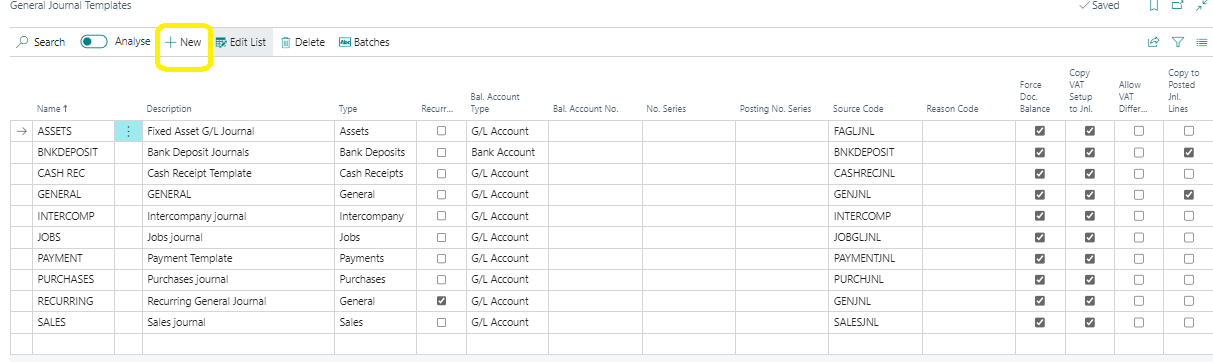 General Journal Templates
Saved
Search Analyse New Edit List Delete Batches
Name ↑ Description Type Recurr... Bal. Account Type Bal. Account No. No. Series Posting No. Series Source Code Reason Code Force Doc. Balance Copy VAT Setup to Jnl. Allow VAT Differ... Copy to Posted Jnl. Lines
ASSETS Fixed Asset G/L Journal Assets G/L Account FAGLJNL
BNKDEPOSIT Bank Deposit Journals Bank Deposits Bank Account BNKDEPOSIT
CASH REC Cash Receipt Template Cash Receipts G/L Account CASHRECJNL
GENERAL GENERAL General G/L Account GENJNL
INTERCOMP Intercompany journal Intercompany G/L Account INTERCOMP
JOBS Jobs journal Jobs G/L Account JOBGLJNL
PAYMENT Payment Template Payments G/L Account PAYMENTJNL
PURCHASES Purchases journal Purchases G/L Account PURCHJNL
RECURRING Recurring General Journal General G/L Account GENJNL
SALES Sales journal Sales G/L Account SALESJNL